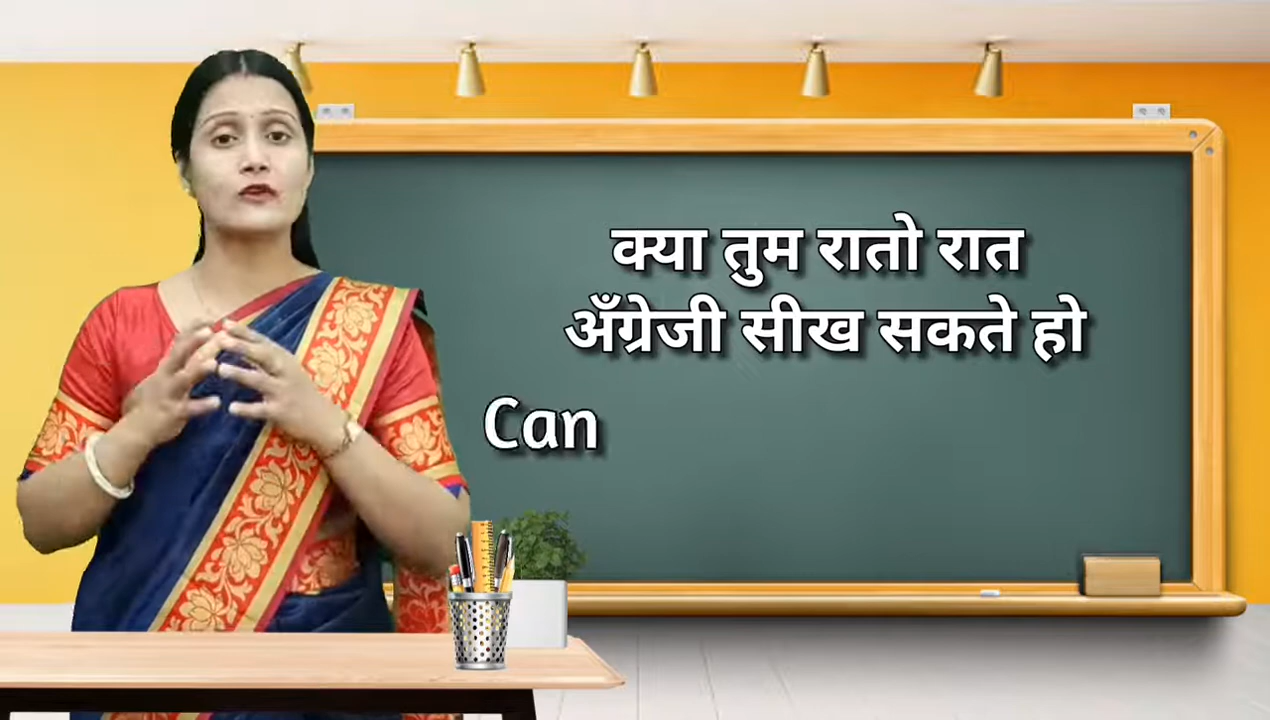 क्या तुम रातो रात
अँग्रेजी सीख सकते हो
Can